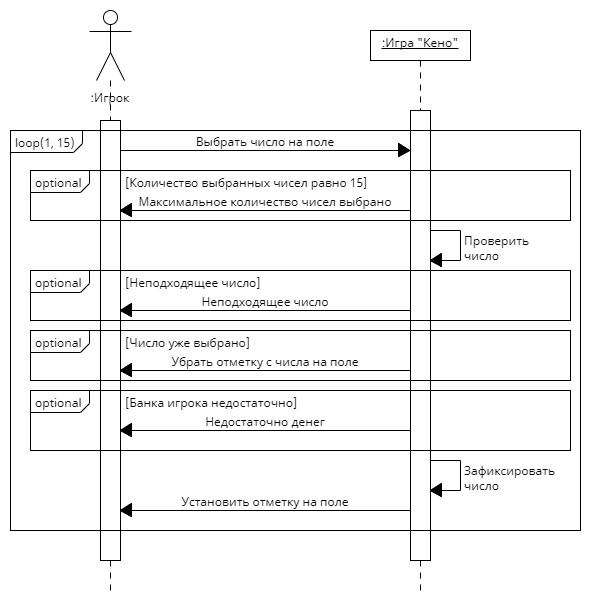 :Игра "Кено"
:Игрок
loop(1, 15)
Выбрать число на поле
optional
[Количество выбранных чисел равно 15]
Максимальное количество чисел выбрано
Проверить
число
optional
[Неподходящее число]
Неподходящее число
optional
[Число уже выбрано]
Убрать отметку с числа на поле
optional
[Банка игрока недостаточно]
Недостаточно денег
Зафиксировать
число
Установить отметку на поле